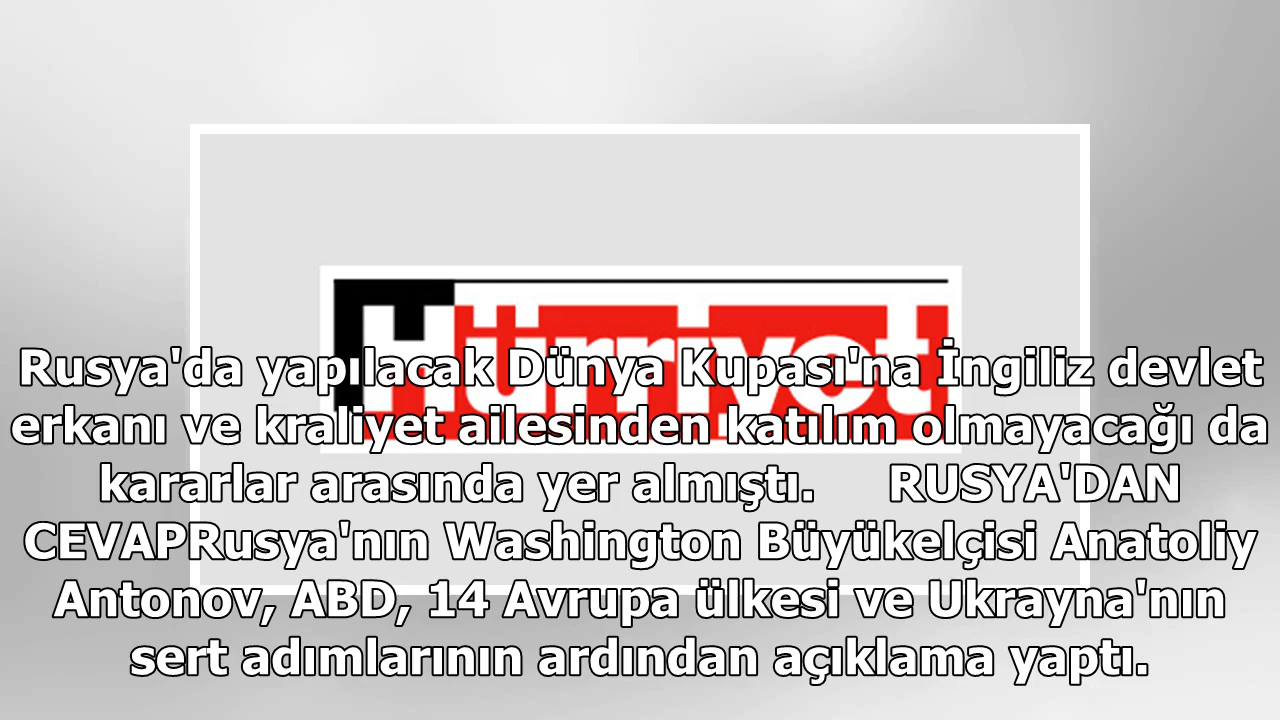 Hürriyet
Rusya'da yapılacak Dünya Kupası'na İngiliz devlet
erkanı ve kraliyet ailesinden katılım olmayacağı da
kararlar arasında yer almıştı. RUSYA'DAN
CEVAPRusya'nın Washington Büyükelçisi Anatoliy
Antonov, ABD, 14 Avrupa ülkesi ve Ukrayna'nın
sert adımlarının ardından açıklama yaptı.